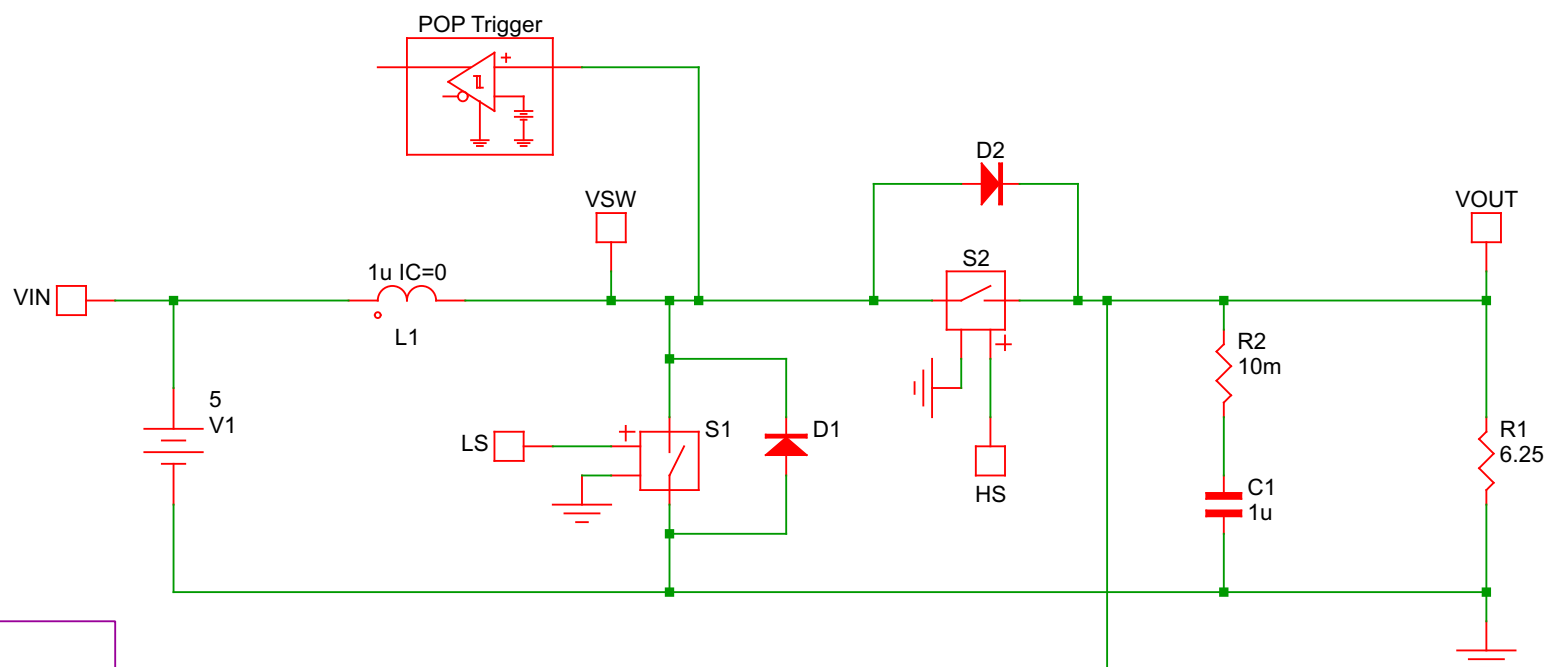 POP Trigger
D2
VSW
VOUT
1u IC=0
S2
VIN
L1
R2
10m
5
V1
LS
S1
D1
R1
6.25
HS
C1
1u